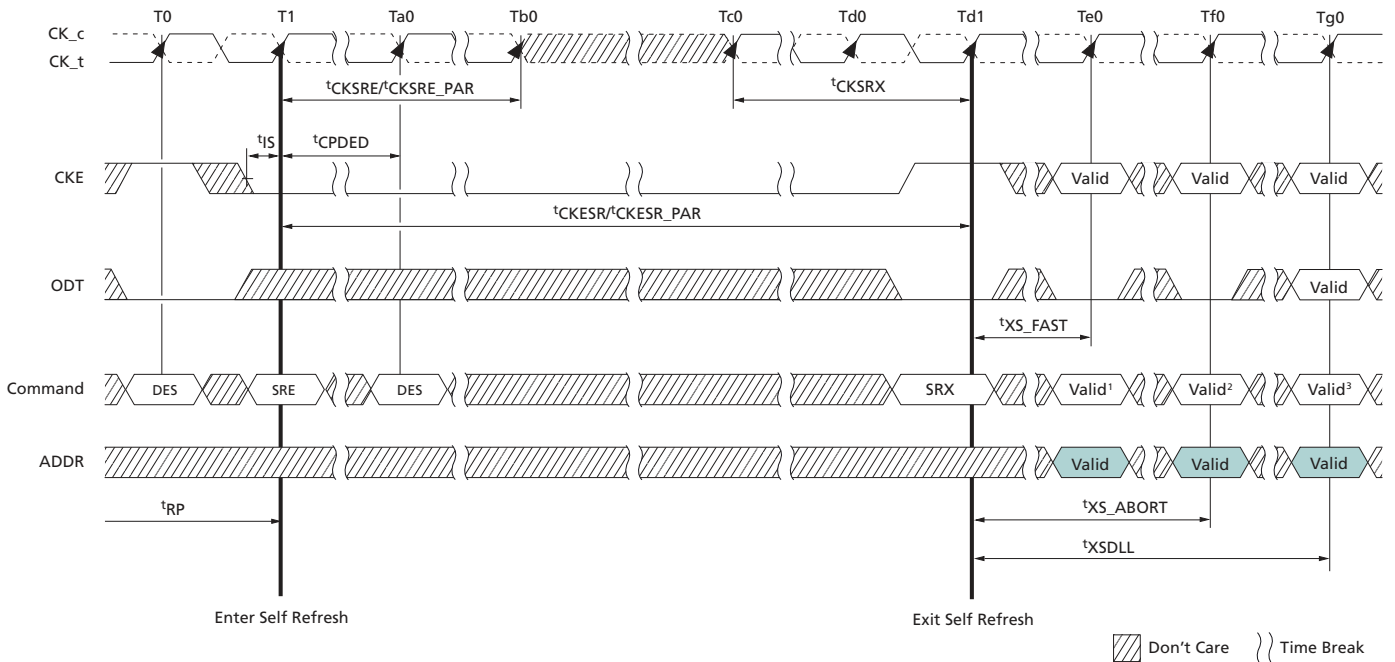 T0 T1 Ta0 Tb0 Tc0 Td0 Td1 Te0 Tf0 Tg0
CK_c
CK_t
tCKSRE/tCKSRE_PAR tCKSRX
tIS tCPDED
CKE Valid Valid Valid
tCKESR/tCKESR_PAR
ODT Valid
tXS_FAST
Command DES SRE DES SRX Valid1 Valid2 Valid3
ADDR Valid Valid Valid
tRP tXS_ABORT
tXSDLL
Enter Self Refresh Exit Self Refresh
Don't Care Time Break